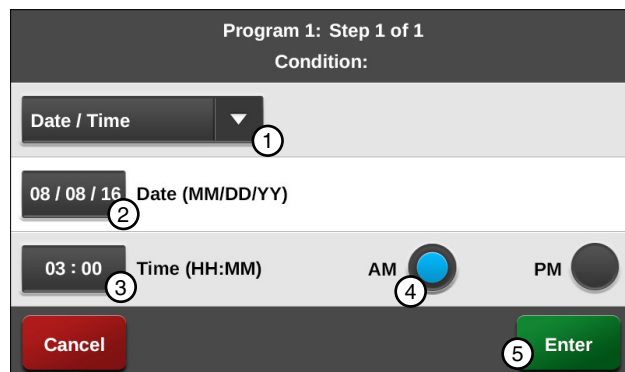 Program 1: Step 1 of 1
Condition:
Date / Time
1
08 / 08 / 16 Date (MM/DD/YY)
2
03 : 00 Time (HH:MM) AM PM
3 4
Cancel 5 Enter